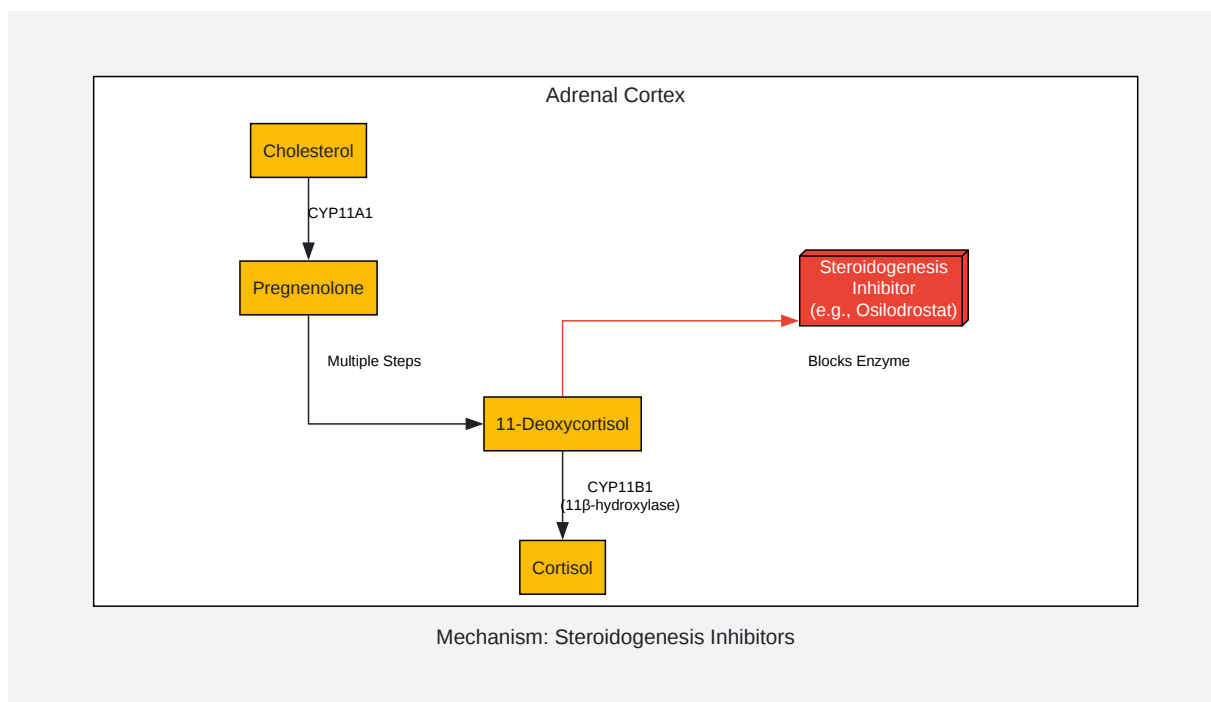 Adrenal Cortex
Cholesterol
CYP11A1
Pregnenolone
Steroidogenesis
Inhibitor
(e.g., Osilodrostat)
Multiple Steps
Blocks Enzyme
11-Deoxycortisol
CYP11B1
(11β-hydroxylase)
Cortisol
Mechanism: Steroidogenesis Inhibitors